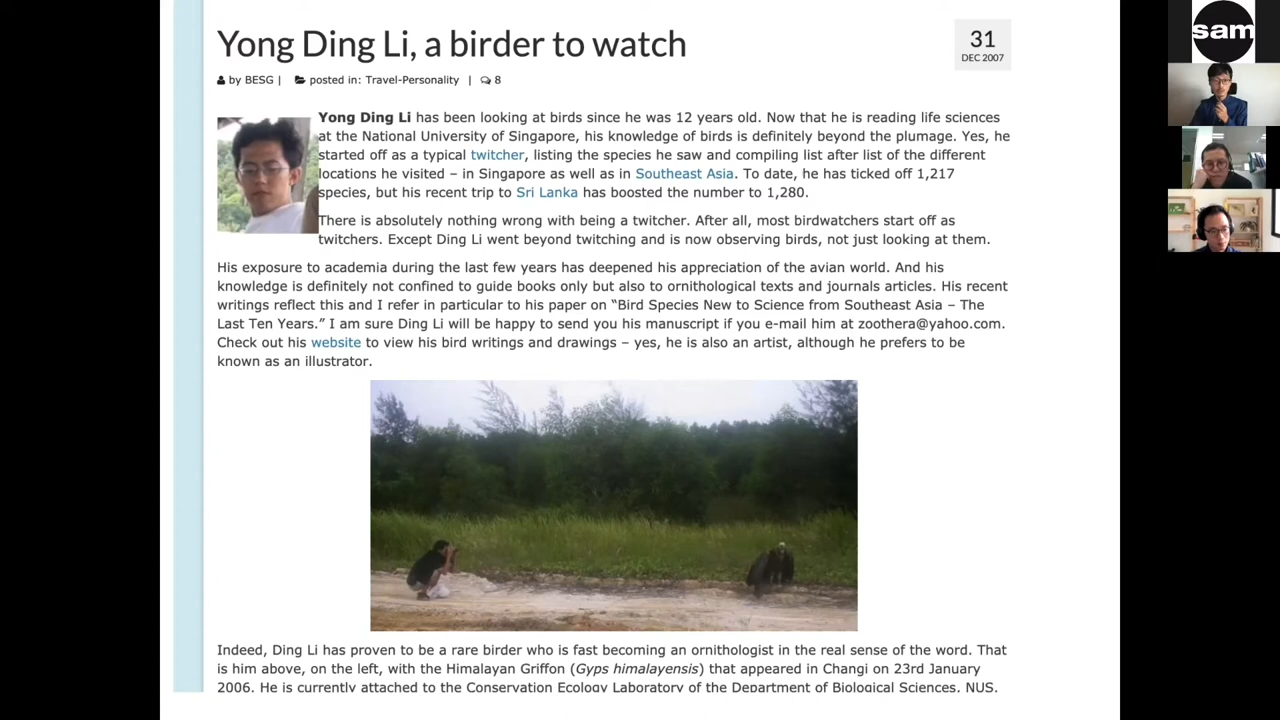 Yong Ding Li, a birder to watch
31
DEC 2007
by BESG | posted in: Travel-Personality | 8
Yong Ding Li has been looking at birds since he was 12 years old. Now that he is reading life sciences
at the National University of Singapore, his knowledge of birds is definitely beyond the plumage. Yes, he
started off as a typical twitcher, listing the species he saw and compiling list after list of the different
locations he visited – in Singapore as well as in Southeast Asia. To date, he has ticked off 1,217
species, but his recent trip to Sri Lanka has boosted the number to 1,280.
There is absolutely nothing wrong with being a twitcher. After all, most birdwatchers start off as
twitchers. Except Ding Li went beyond twitching and is now observing birds, not just looking at them.
His exposure to academia during the last few years has deepened his appreciation of the avian world. And his
knowledge is definitely not confined to guide books only but also to ornithological texts and journals articles. His recent
writings reflect this and I refer in particular to his paper on “Bird Species New to Science from Southeast Asia – The
Last Ten Years.” I am sure Ding Li will be happy to send you his manuscript if you e-mail him at zoothera@yahoo.com.
Check out his website to view his bird writings and drawings – yes, he is also an artist, although he prefers to be
known as an illustrator.
Indeed, Ding Li has proven to be a rare birder who is fast becoming an ornithologist in the real sense of the word. That
is him above, on the left, with the Himalayan Griffon (Gyps himalayensis) that appeared in Changi on 23rd January
2006. He is currently attached to the Conservation Ecology Laboratory of the Department of Biological Sciences, NUS.
sam